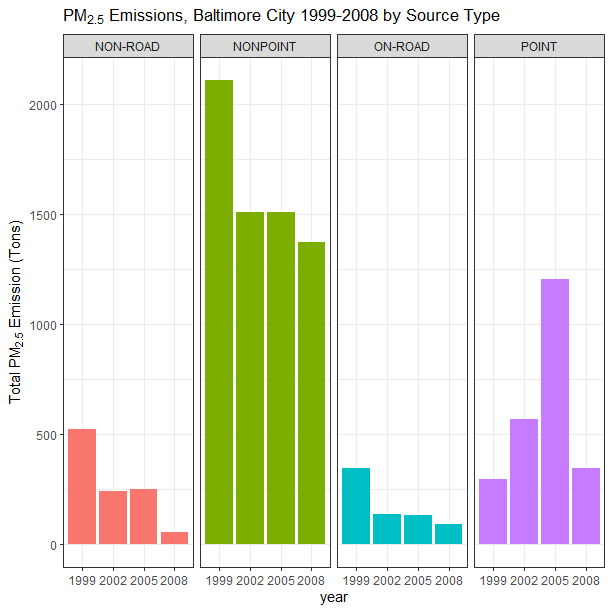 PM2.5 Emissions, Baltimore City 1999-2008 by Source Type
NON-ROAD NONPOINT ON-ROAD POINT
Total PM2.5 Emission (Tons)
2000
1500
1000
500
0
1999 2002 2005 2008 1999 2002 2005 2008 1999 2002 2005 2008 1999 2002 2005 2008
year